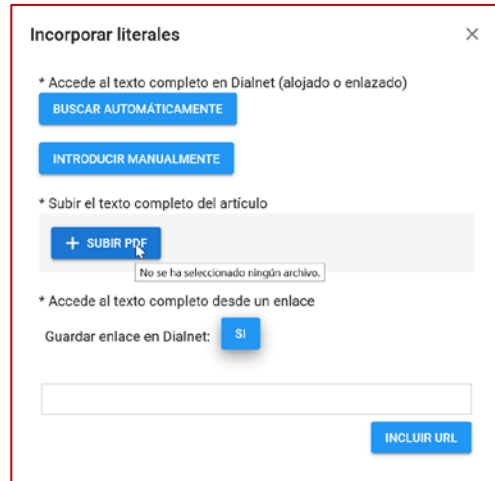 Incorporar literales
* Accede al texto completo en Dialnet (alojado o enlazado)
BUSCAR AUTOMÁTICAMENTE
INTRODUCIR MANUALMENTE
* Subir el texto completo del artículo
+ SUBIR PDF
No se ha seleccionado ningún archivo.
* Accede al texto completo desde un enlace
Guardar enlace en Dialnet: SI
INCLUIR URL